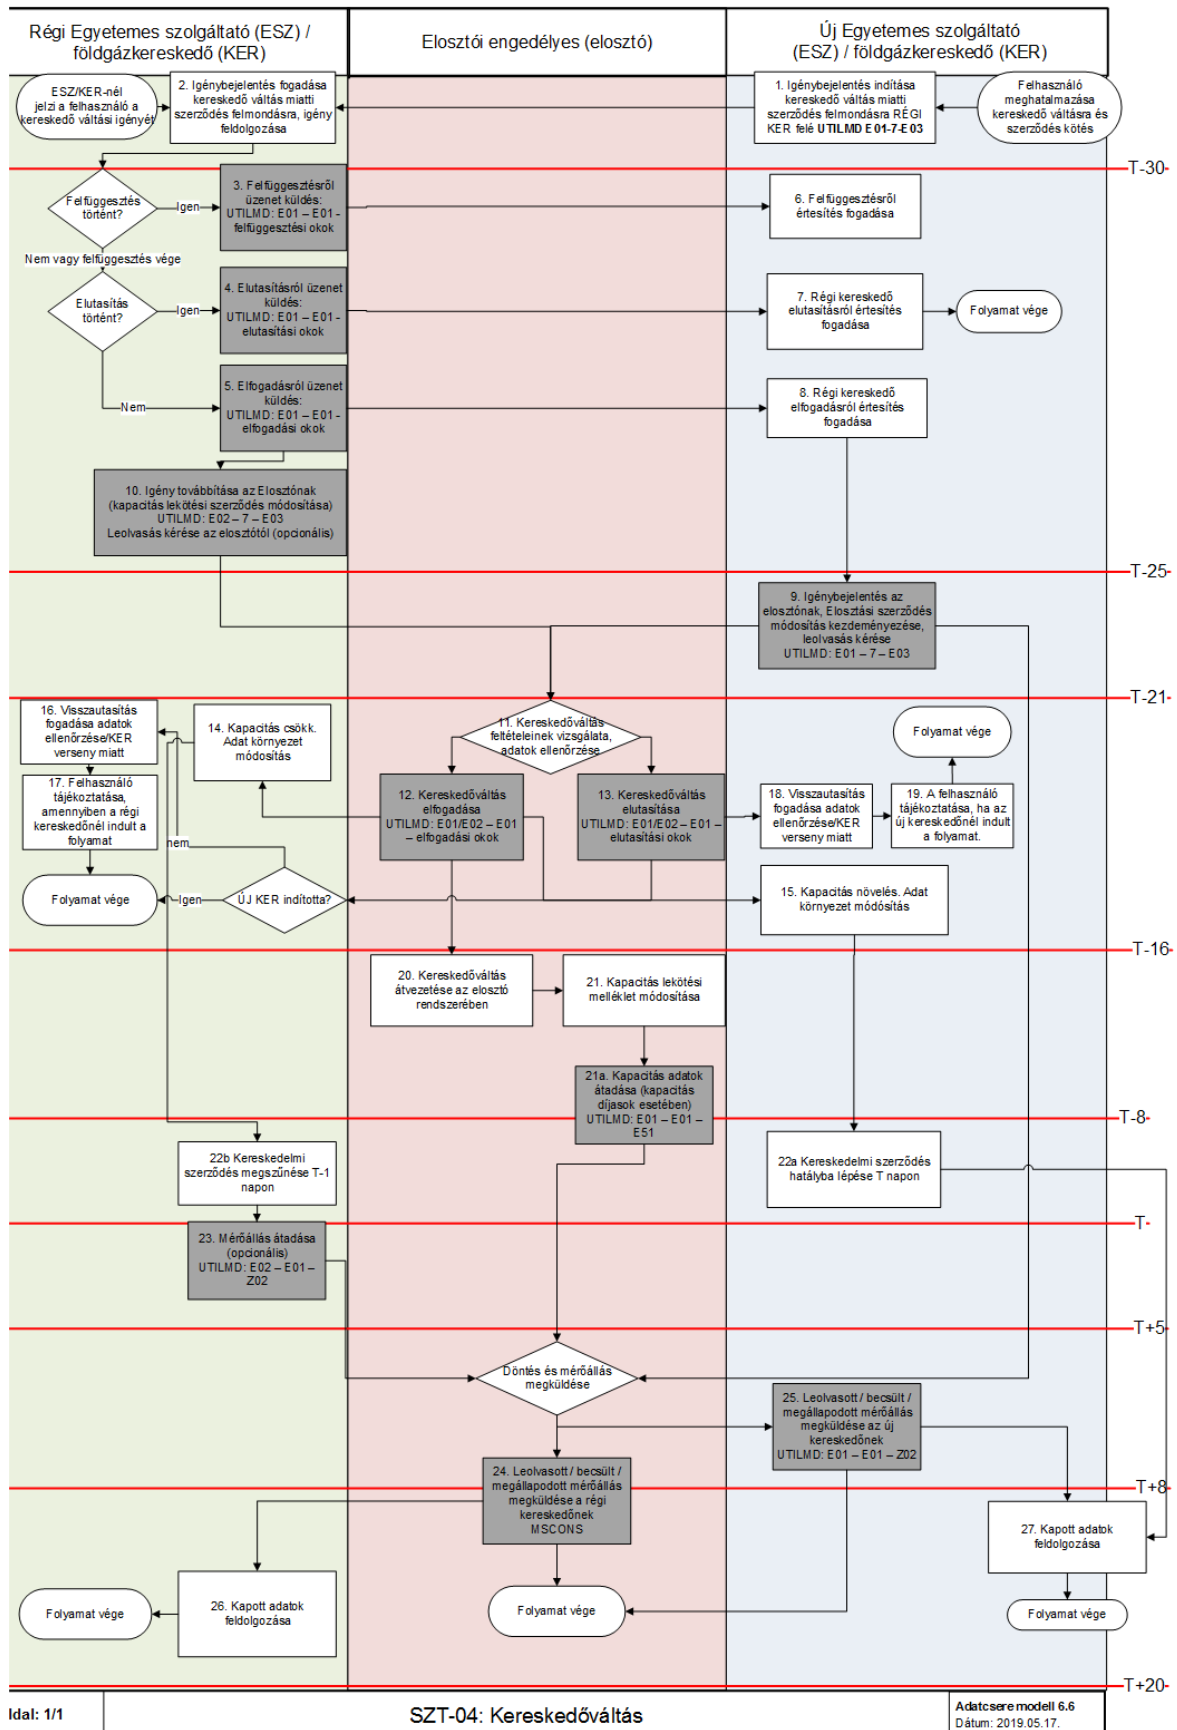 Régi Egyetemes szolgáltató (ESZ) /
földgázkereskedő (KER)
Elosztói engedélyes (elosztó)
Új Egyetemes szolgáltató
(ESZ) / földgázkereskedő (KER)
ESZ/KER-nél
jelzi a felhasználó a
kereskedő váltási igényét
2. Igénybejelentés fogadása
kereskedő váltás miatti
szerződés felmondásra, igény
feldolgozása
1. Igénybejelentés indítása
kereskedő váltás miatti
szerződés felmondásra RÉGI
KER felé UTILMD E01-7-E03
Felhasználó
meghatalmazása
kereskedő váltásra és
szerződés kötés
T-30
Felfüggesztés
történt?
Igen
3. Felfüggesztésről
üzenet küldés:
UTILMD: E01 – E01 -
felfüggesztési okok
6. Felfüggesztésről
értesítés fogadása
Nem vagy felfüggesztés vége
Elutasítás
történt?
Igen
4. Elutasításról üzenet
küldés:
UTILMD: E01 – E01 -
elutasítási okok
7. Régi kereskedő
elutasításról értesítés
fogadása
Folyamat vége
Nem
5. Elfogadásról üzenet
küldés:
UTILMD: E01 – E01 -
elfogadási okok
8. Régi kereskedő
elfogadásról értesítés
fogadása
10. Igény továbbítása az Elosztónak
(kapacitás lekötési szerződés módosítása)
UTILMD: E02 – 7 – E03
Leolvasás kérése az elosztótól (opcionális)
T-25
9. Igénybejelentés az
elosztónak, Elosztási szerződés
módosítás kezdeményezése,
leolvasás kérése
UTILMD: E01 – 7 – E03
T-21
16. Visszautasítás
fogadása adatok
ellenőrzése/KER
verseny miatt
14. Kapacitás csökk.
Adat környezet
módosítás
11. Kereskedőváltás
feltételeinek vizsgálata,
adatok ellenőrzése
Folyamat vége
17. Felhasználó
tájékoztatása,
amennyiben a régi
kereskedőnél indult a
folyamat
12. Kereskedőváltás
elfogadása
UTILMD: E01/E02 – E01
– elfogadási okok
13. Kereskedőváltás
elutasítása
UTILMD: E01/E02 – E01 –
elutasítási okok
18. Visszautasítás
fogadása adatok
ellenőrzése/KER
verseny miatt
19. A felhasználó
tájékoztatása, ha az
új kereskedőnél indult
a folyamat.
nem
Folyamat vége
Igen
ÚJ KER indította?
15. Kapacitás növelés. Adat
környezet módósítás
T-16
20. Kereskedőváltás
átvezetése az elosztó
rendszerében
21. Kapacitás lekötési
melléklet módosítása
21a. Kapacitás adatok
átadása (kapacitás
díjasok esetében)
UTILMD: E01 – E01 –
E51
T-8
22b Kereskedelmi
szerződés megszűnése T-1
napon
22a Kereskedelmi szerződés
hatályba lépése T napon
T
23. Mérőállás átadása
(opcionális)
UTILMD: E02 – E01 –
Z02
T+5
Döntés és mérőállás
megküldése
25. Leolvasott / becsült /
megállapodott mérőállás
megküldése az új
kereskedőnek
UTILMD: E01 – E01 – Z02
24. Leolvasott / becsült /
megállapodott mérőállás
megküldése a régi
kereskedőnek
MSCONS
T+8
27. Kapott adatok
feldolgozása
26. Kapott adatok
feldolgozása
Folyamat vége
Folyamat vége
Folyamat vége
T+20
ldal: 1/1
SZT-04: Kereskedőváltás
Adatcsere modell 6.6
Dátum: 2019.05.17.